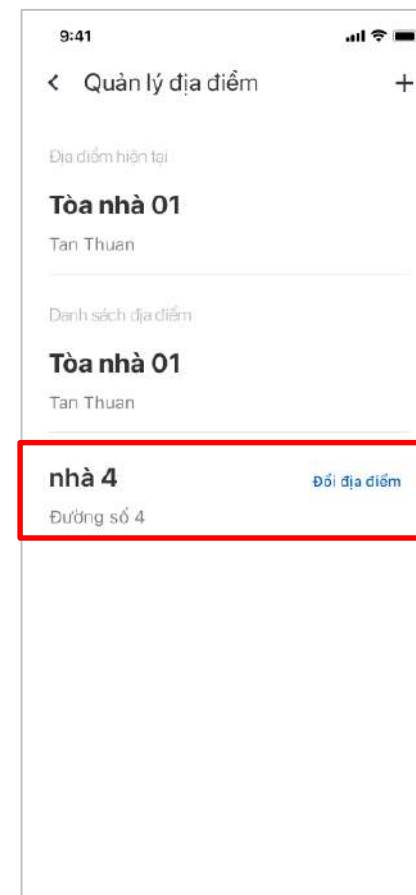 9:41
Quản lý địa điểm
Địa điểm hiện tại
Tòa nhà 01
Tan Thuan
Danh sách địa điểm
Tòa nhà 01
Tan Thuan
nhà 4
Đổi địa điểm
Đường số 4